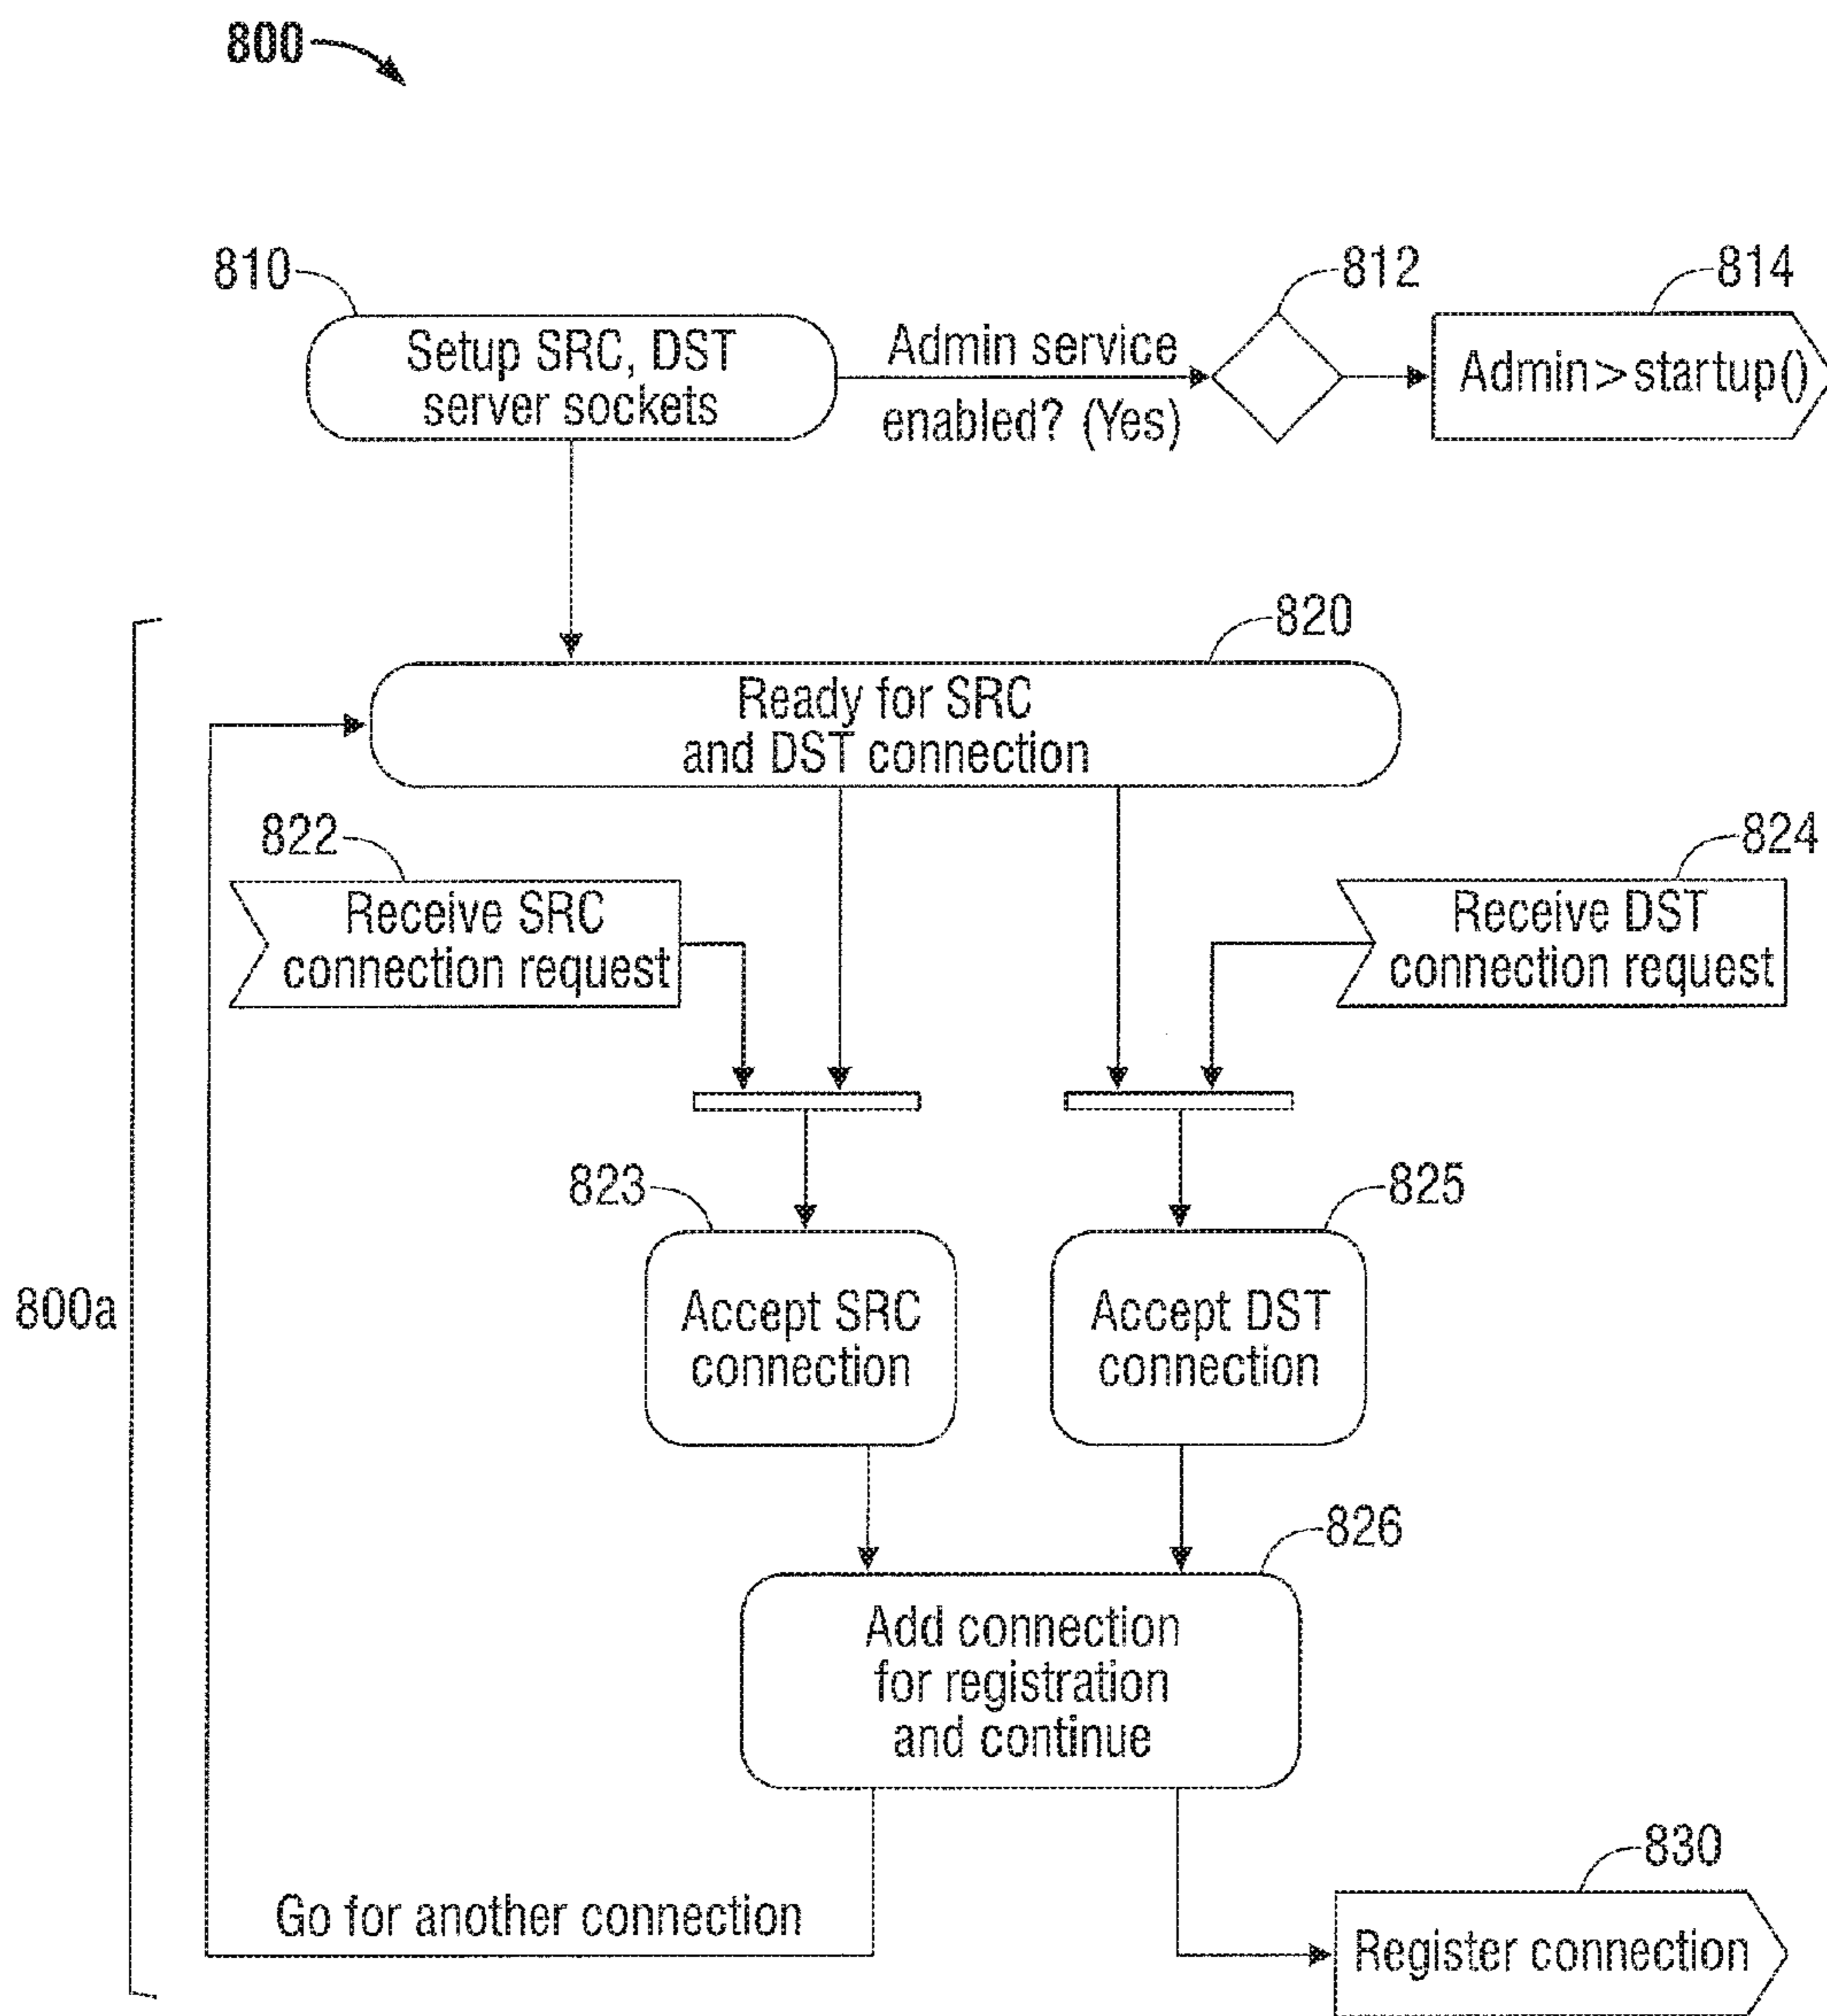 800
810
812
814
Setup SRC, DST
server sockets
Admin service
enabled? (Yes)
Admin>startup()
820
Ready for SRC
and DST connection
822
824
Receive SRC
connection request
Receive DST
connection request
823
825
800a
Accept SRC
connection
Accept DST
connection
826
Add connection
for registration
and continue
830
Go for another connection
Register connection